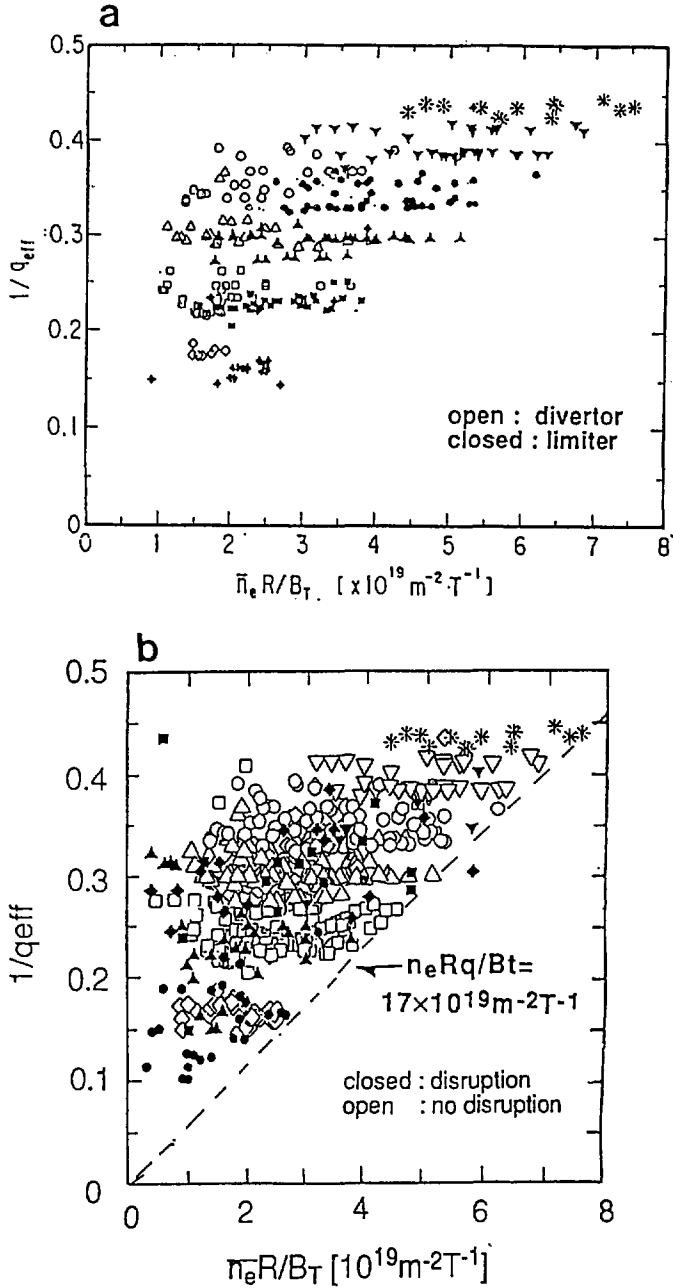 a
0.5
0.4
0.3
0.2
0.1
0
1/ q_eff
open : divertor
closed : limiter
0 1 2 3 4 5 6 7 8
n̄_e R/B_T. [×10^19 m^-2·T^-1]
b
0.5
0.4
0.3
0.2
0.1
0
1/qeff
n_eRq/Bt=
17×10^19m-2T-1
closed : disruption
open : no disruption
0 2 4 6 8
n̄_eR/B_T [10^19m-2T-1]